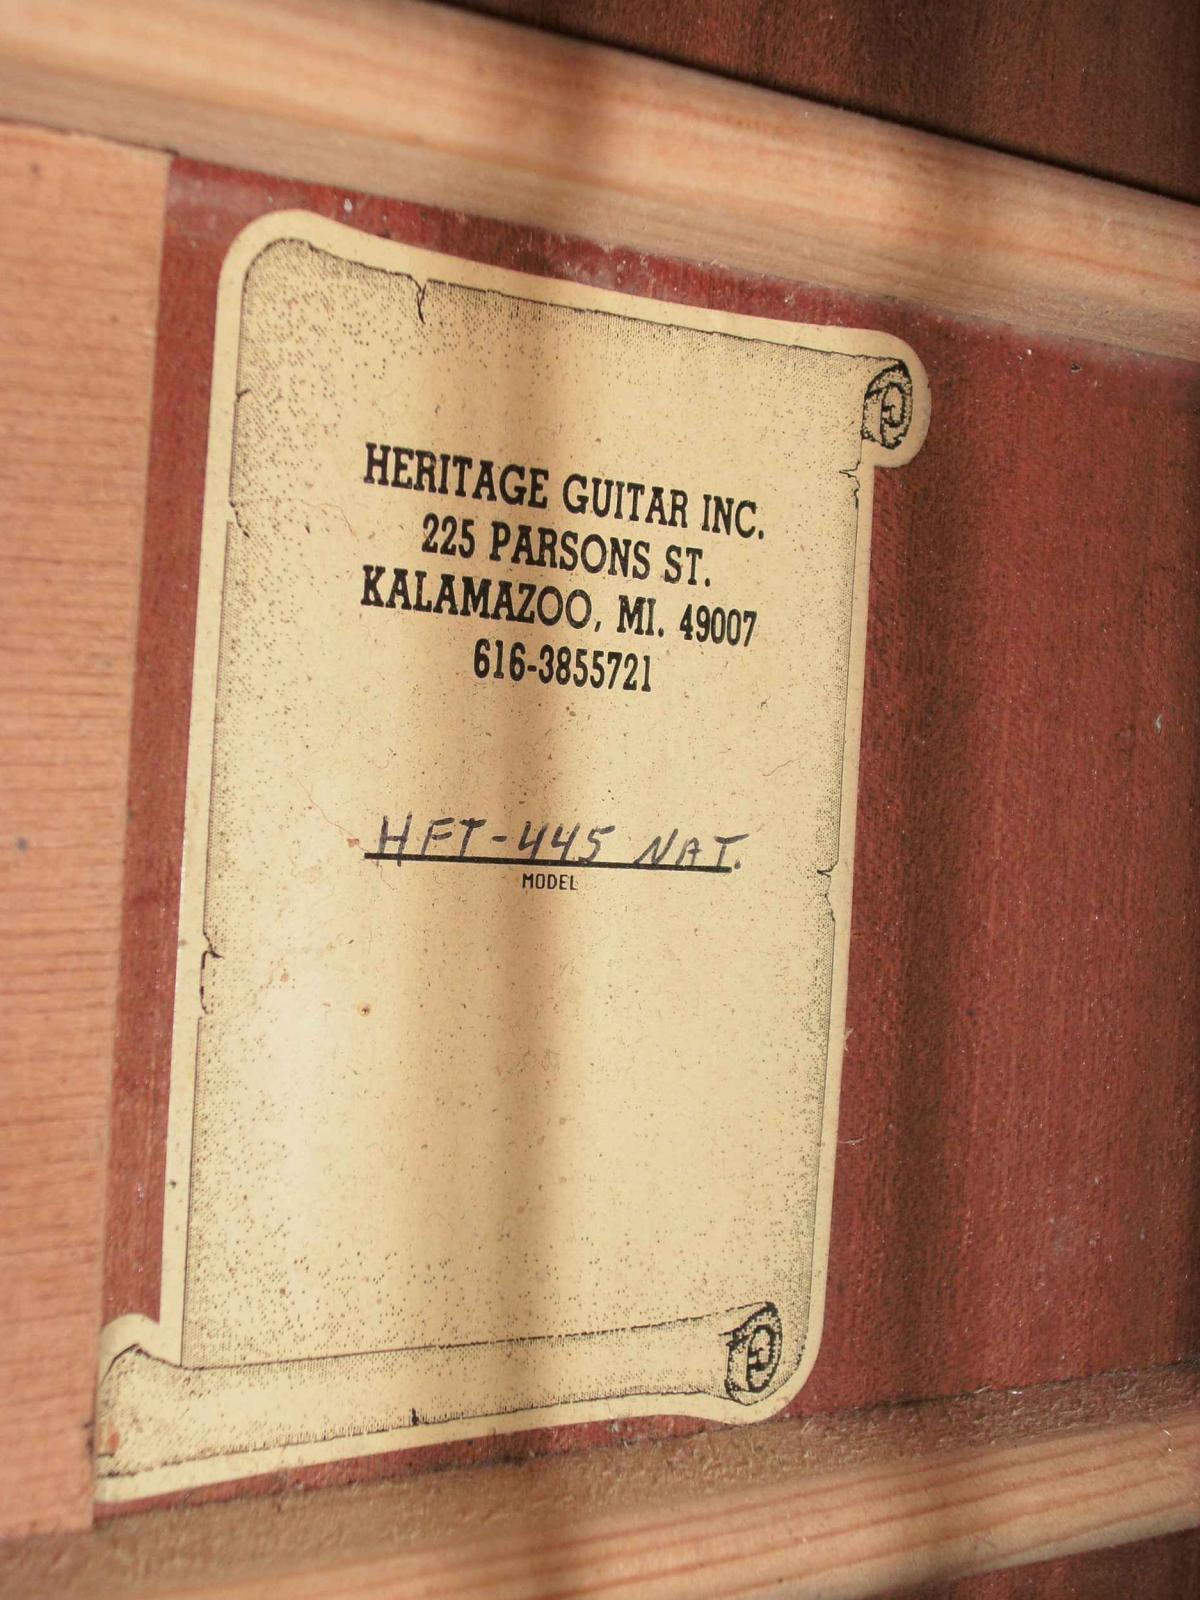 HERITAGE GUITAR INC.
225 PARSONS ST.
KALAMAZOO, MI. 49007
616-3855721
HFT-445 NAT.
MODEL